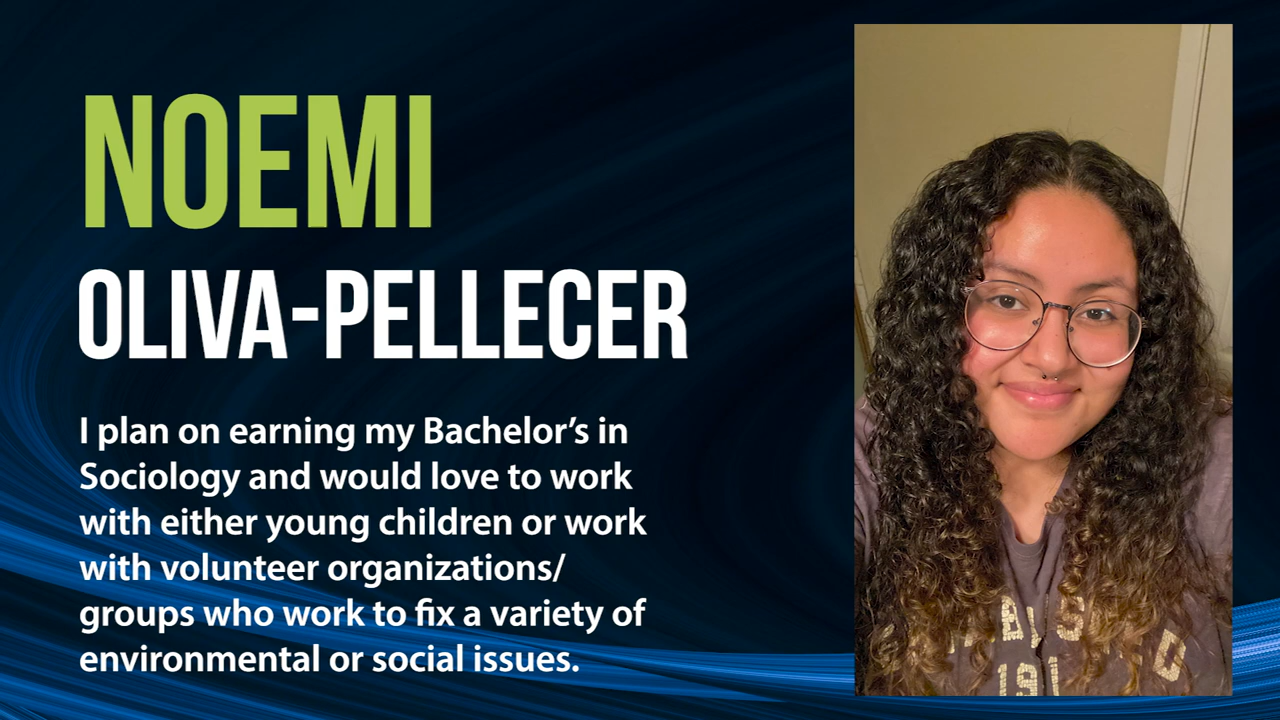 NOEMI
OLIVA-PELLECER
I plan on earning my Bachelor’s in
Sociology and would love to work
with either young children or work
with volunteer organizations/
groups who work to fix a variety of
environmental or social issues.